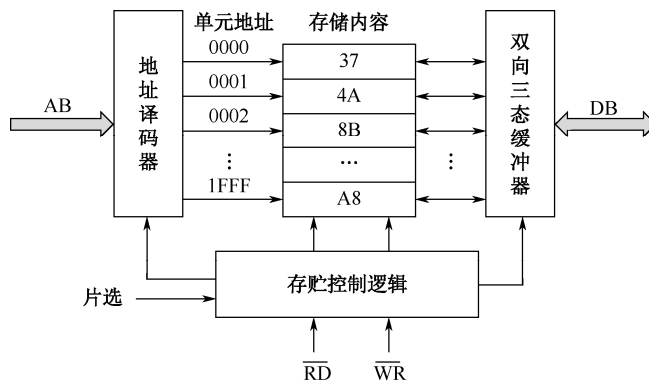 单元地址 存储内容
AB
地址译码器
0000
0001
0002
⋮
1FFF
37
4A
8B
…
A8
⋮
双向三态缓冲器
DB
片选
存贮控制逻辑
R̅D̅
W̅R̅